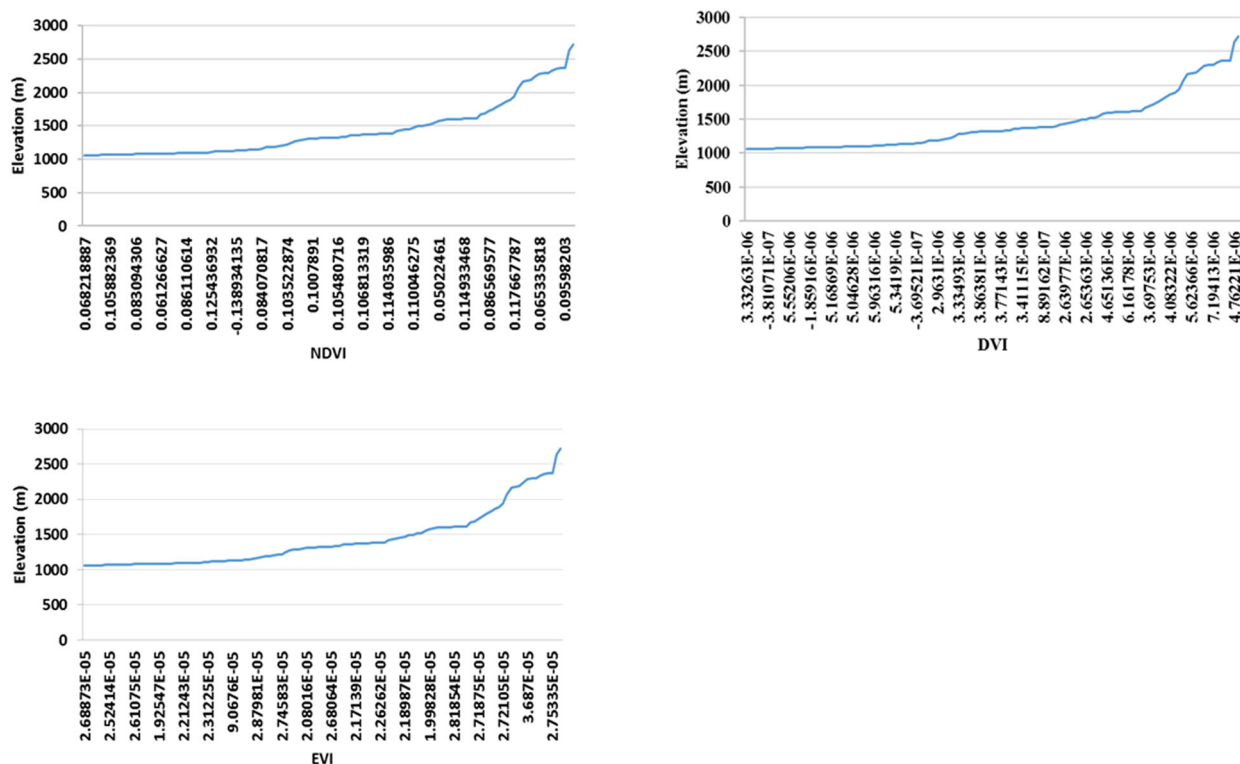 3000
2500
2000
1500
1000
500
0
Elevation (m)
0.068218887
0.105882369
0.083094306
0.061266627
0.086110614
0.125436932
-0.138934135
0.084070817
0.103522874
0.1007891
0.105480716
0.106813319
0.114035986
0.110046275
0.05022461
0.114933468
0.086569577
0.117667787
0.065335818
0.09598203
NDVI
3000
2500
2000
1500
1000
500
0
Elevation (m)
3.33263E-06
-3.81071E-07
5.55206E-06
-1.85916E-06
5.16869E-06
5.04628E-06
5.96316E-06
5.3419E-06
-3.69521E-07
2.9631E-06
3.33493E-06
3.86381E-06
3.77143E-06
3.41115E-06
8.89162E-07
2.63977E-06
2.65363E-06
4.65136E-06
6.16178E-06
3.69753E-06
4.08322E-06
5.62366E-06
7.19413E-06
4.76221E-06
DVI
3000
2500
2000
1500
1000
500
0
Elevation (m)
2.68873E-05
2.52414E-05
2.61075E-05
1.92547E-05
2.21243E-05
2.31225E-05
9.0676E-05
2.87981E-05
2.74583E-05
2.08016E-05
2.68064E-05
2.17139E-05
2.26262E-05
2.18987E-05
1.99828E-05
2.81854E-05
2.71875E-05
2.72105E-05
3.687E-05
2.75335E-05
EVI